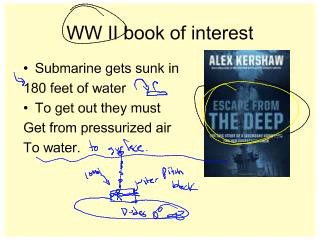 WW II book of interest
• Submarine gets sunk in
180 feet of water
• To get out they must
Get from pressurized air
To water. to surface.
ALEX KERSHAW
ESCAPE FROM
THE DEEP
long
water Pitch
black